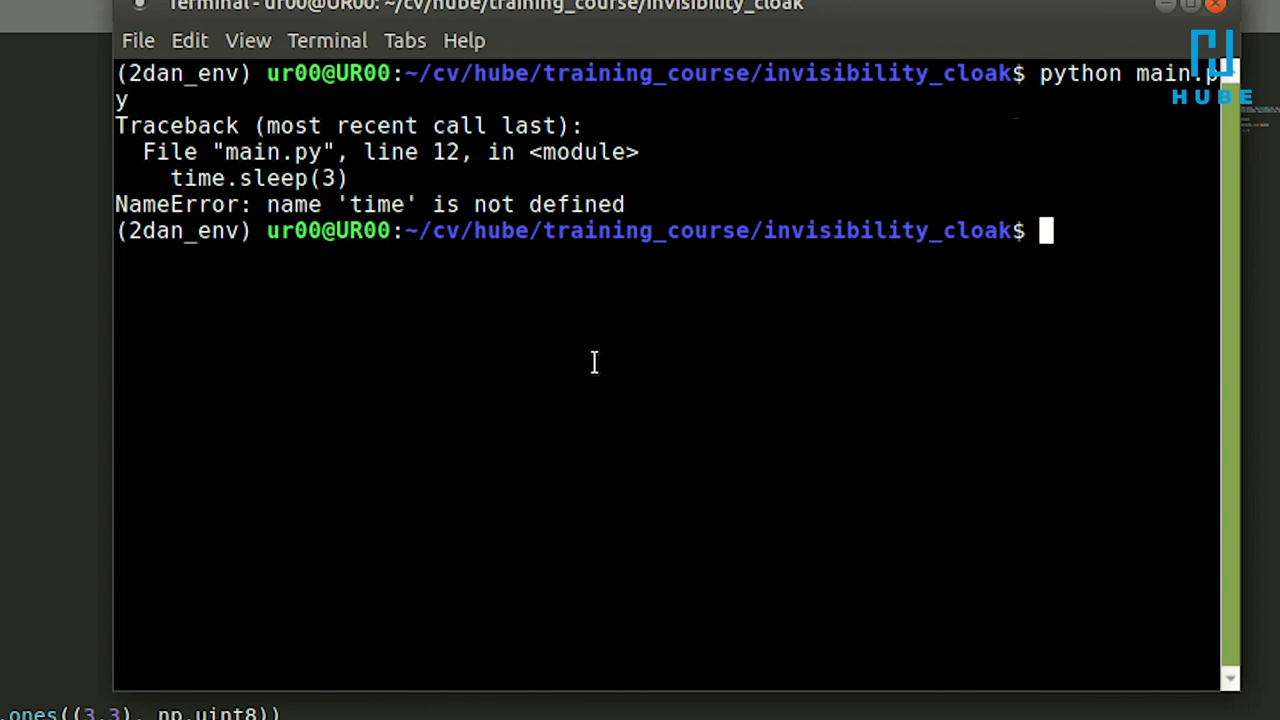 Terminal - ur00@UR00: ~/cv/hube/training_course/invisibility_cloak
File Edit View Terminal Tabs Help
(2dan_env) ur00@UR00:~/cv/hube/training_course/invisibility_cloak$ python main.p
y
HUBE
Traceback (most recent call last):
File "main.py", line 12, in <module>
time.sleep(3)
NameError: name 'time' is not defined
(2dan_env) ur00@UR00:~/cv/hube/training_course/invisibility_cloak$
.ones((3,3), np.uint8))